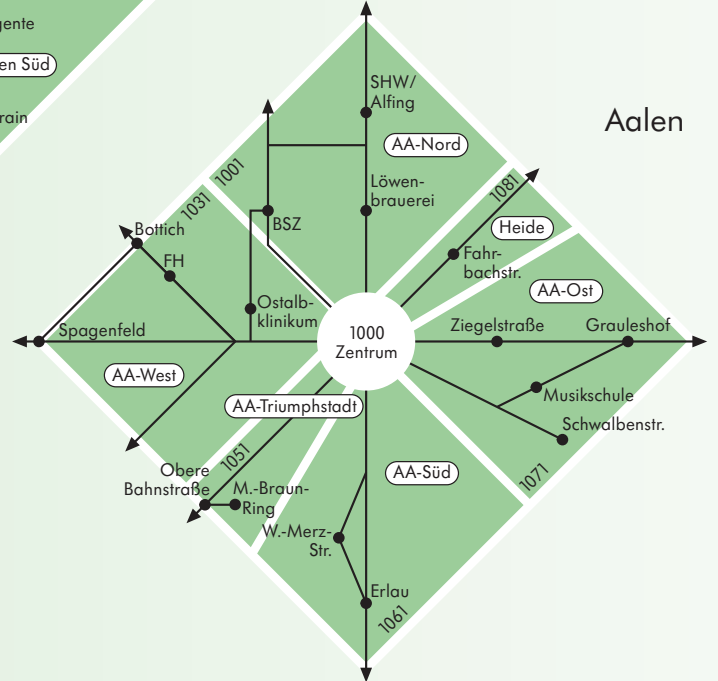 gente
en Süd
rain
Aalen
SHW/
Alfing
AA-Nord
1001
1081
Löwen-
brauerei
1031
BSZ
Heide
Bottich
FH
Fahr-
bachstr.
AA-Ost
Ostalb-
klinikum
Spagenfeld
1000
Zentrum
Ziegelstraße
Grauleshof
AA-West
Musikschule
AA-Triumphstadt
Schwalbenstr.
1051
AA-Süd
1071
Obere
Bahnstraße
M.-Braun-
Ring
W.-Merz-
Str.
Erlau
1061